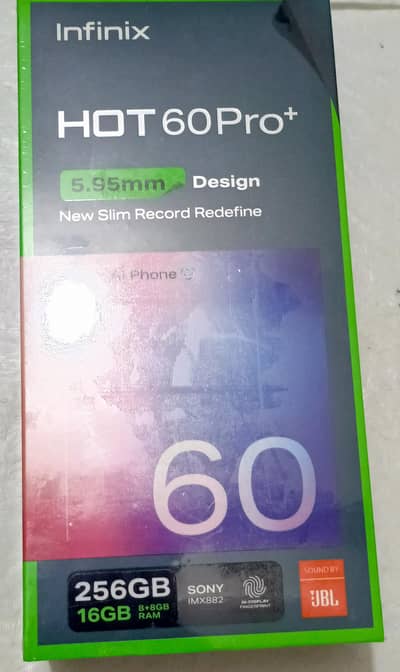 Infinix
HOT 60Pro+
5.95mm Design
New Slim Record Redefine
AI Phone
60
256GB
16GB 8+8GB RAM
SONY
IMX882
IN-DISPLAY
FINGERPRINT
SOUND BY
JBL